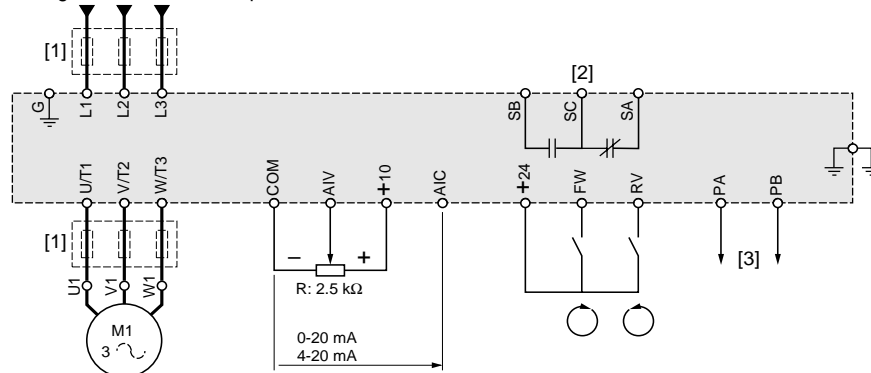 [1]
[2]
G
L1
L2
L3
SB
SC
SA
U/T1
V/T2
W/T3
COM
AIV
+10
AIC
+24
FW
RV
PA
PB
[1]
[3]
–
+
R: 2.5 kΩ
U1
V1
W1
M1
3
0-20 mA
4-20 mA